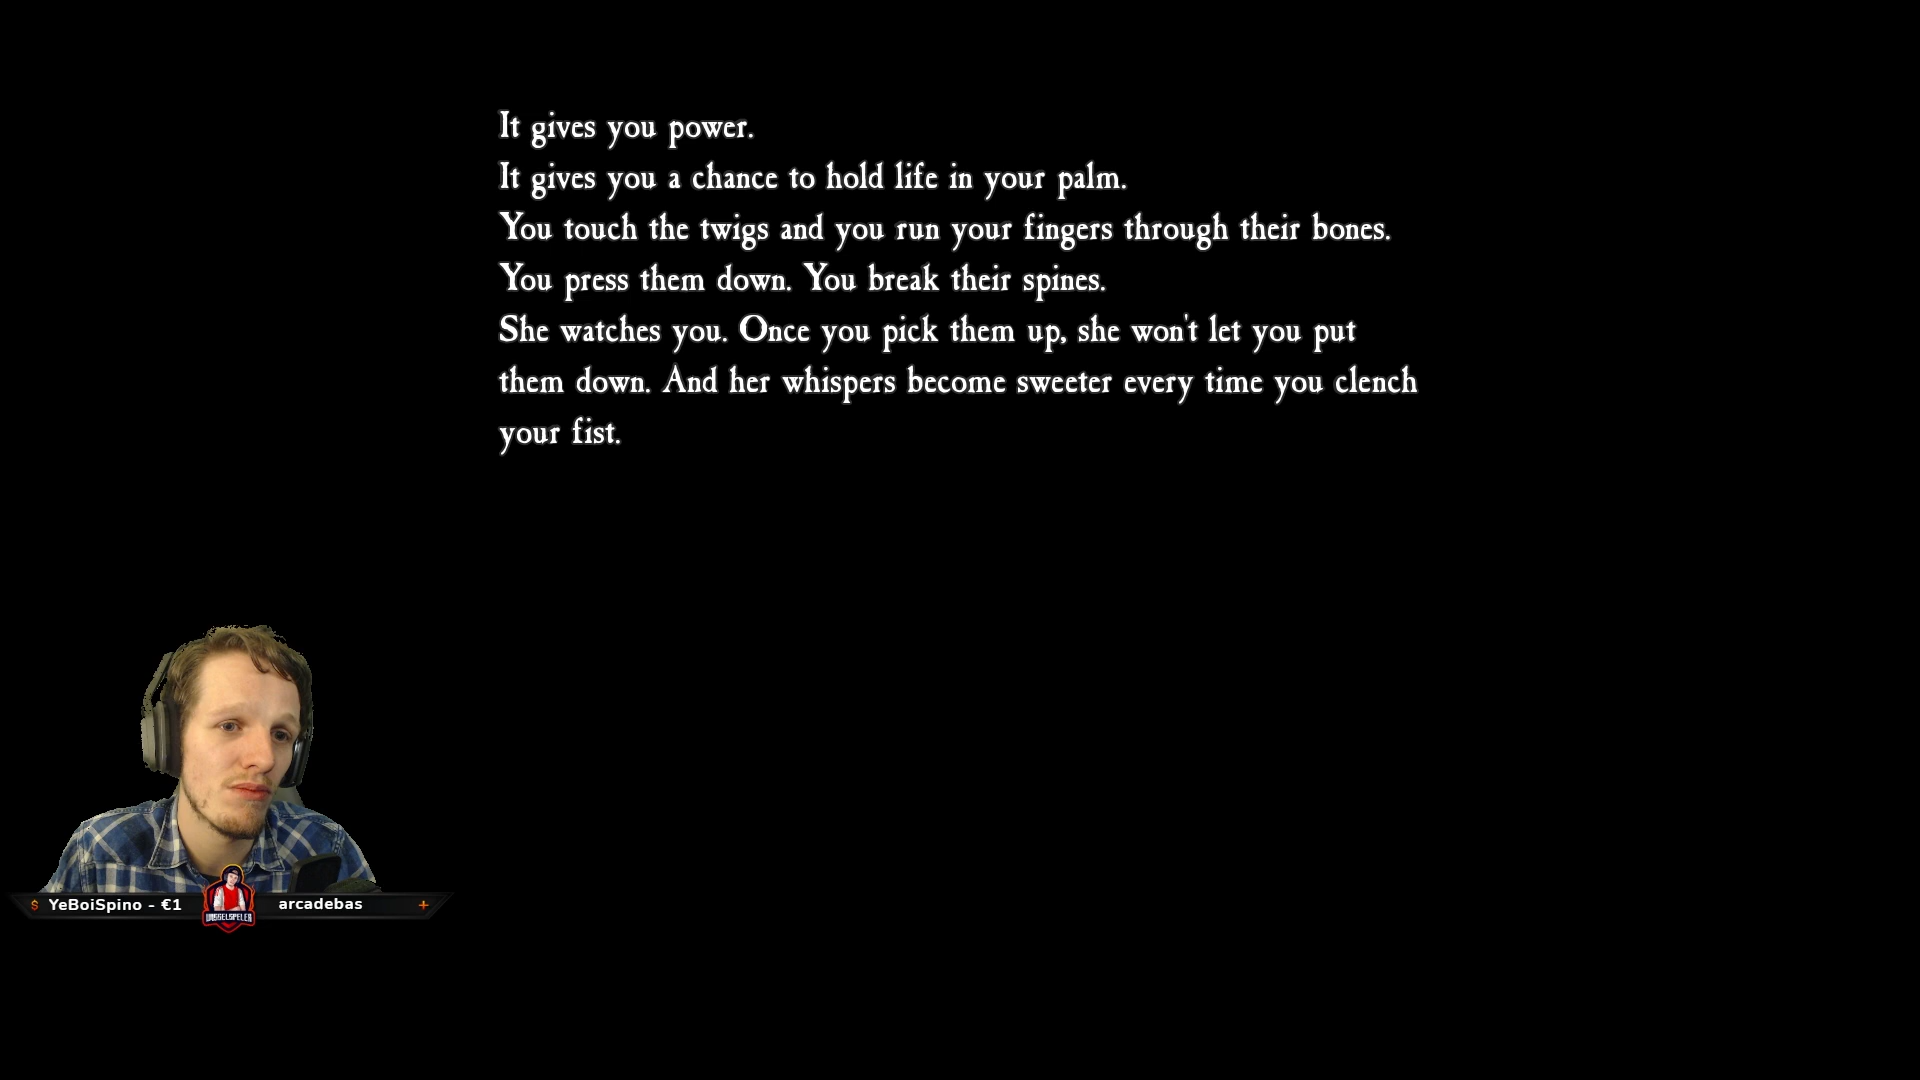 It gives you power.
It gives you a chance to hold life in your palm.
You touch the twigs and you run your fingers through their bones.
You press them down. You break their spines.
She watches you. Once you pick them up, she won't let you put
them down. And her whispers become sweeter every time you clench
your fist.
$ YeBoiSpino - €1
arcadebas +